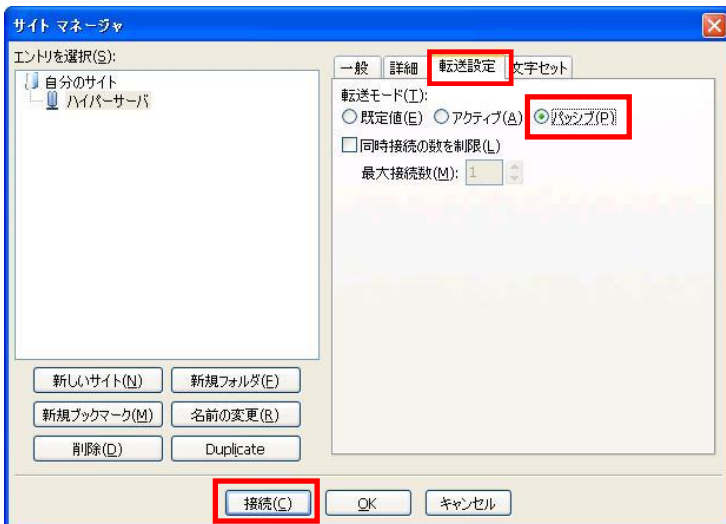 サイト マネージャ
エントリを選択(S):
自分のサイト
ハイパーサーバ
新しいサイト(N) 新規フォルダ(F)
新規ブックマーク(M) 名前の変更(R)
削除(D) Duplicate
一般 詳細 転送設定 文字セット
転送モード(T):
既定値(E) アクティブ(A) パッシブ(P)
同時接続の数を制限(L)
最大接続数(M): 1
接続(C) OK キャンセル